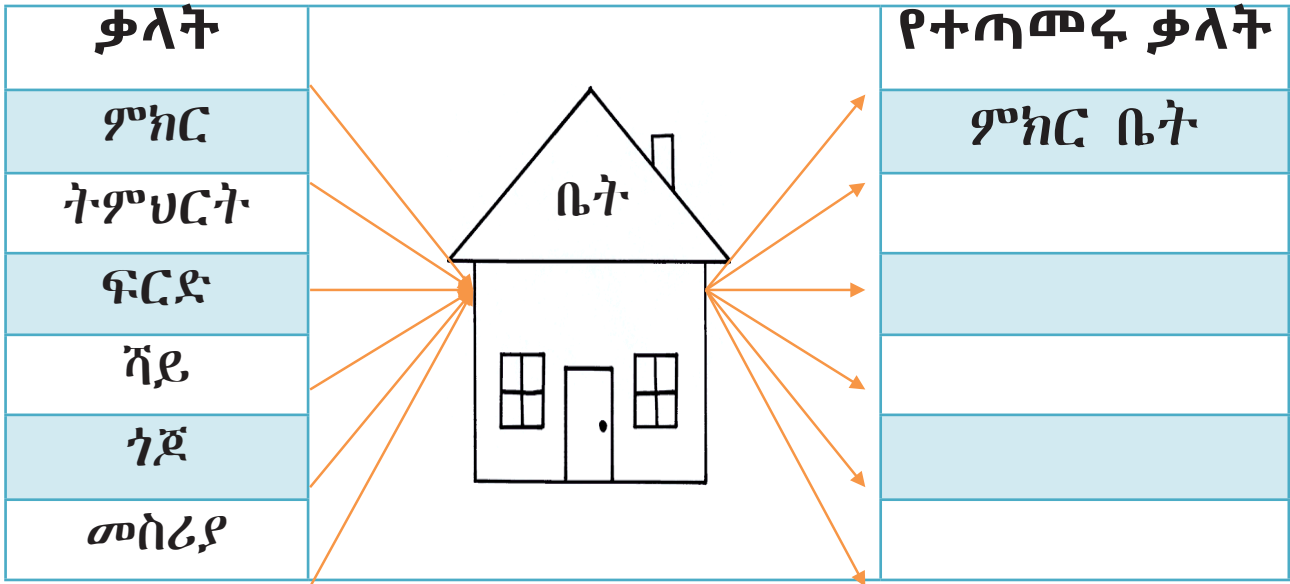 ቃላት
የተጣመሩ ቃላት
ምክር
ምክር ቤት
ትምህርት
ቤት
ፍርድ
ሻይ
ጎጆ
መስሪያ